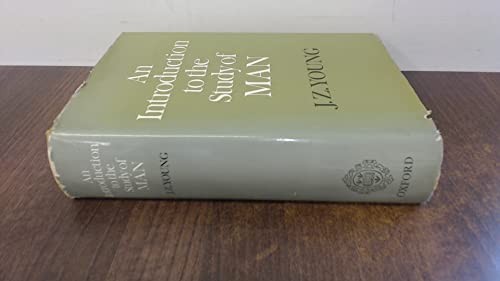 An
Introduction
to the
Study of
MAN
J. Z. YOUNG
An
Introduction
to the
Study of
MAN
J. Z. YOUNG
OXFORD